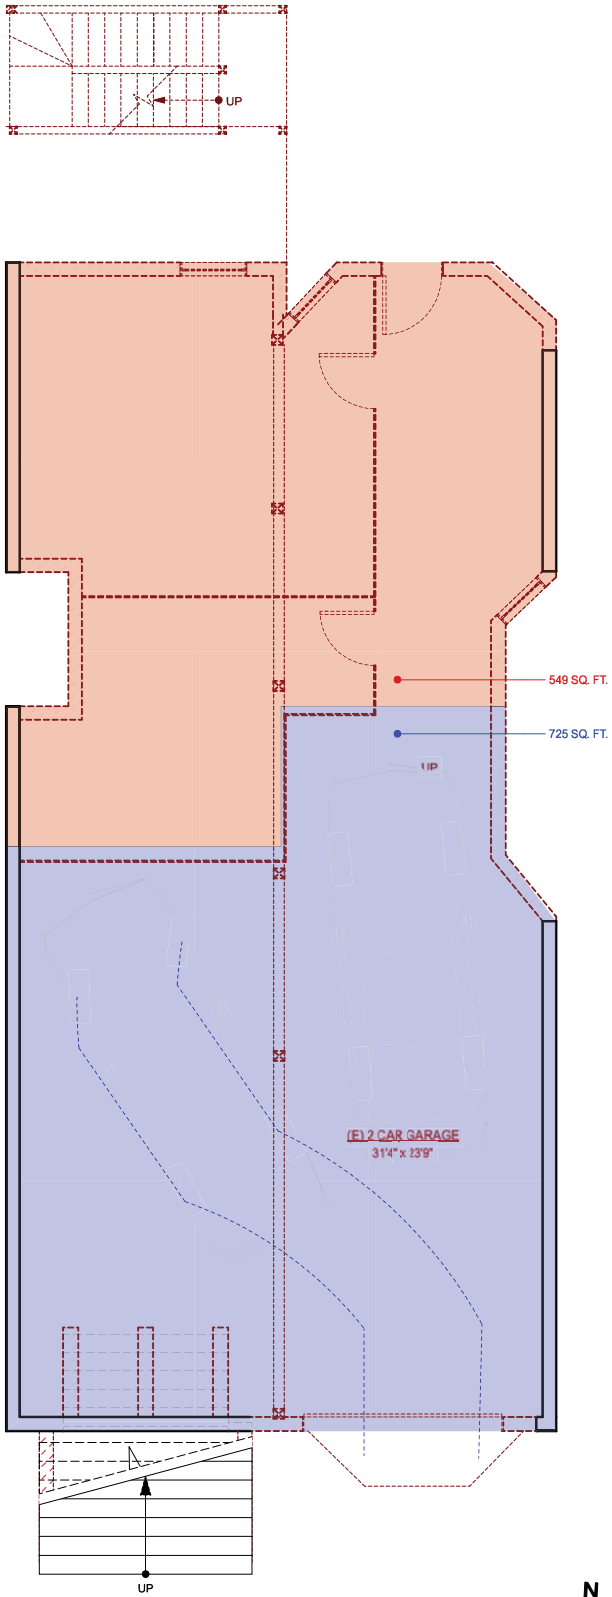 UP
549 SQ. FT.
725 SQ. FT.
UP
(E) 2 CAR GARAGE
31'4" x 23'9"
UP
N